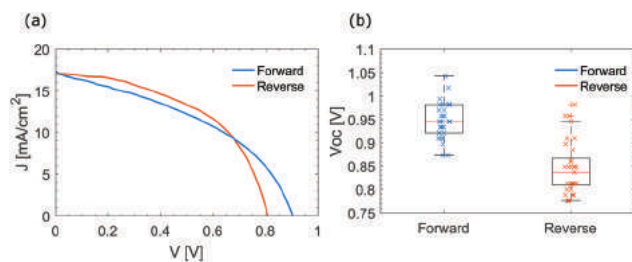 (a)
20
15
10
5
0
J [mA/cm²]
0
0.2
0.4
0.6
0.8
1
V [V]
Forward
Reverse
(b)
1.1
1.05
1
0.95
0.9
0.85
0.8
0.75
Voc [V]
Forward
Reverse
Forward
Reverse